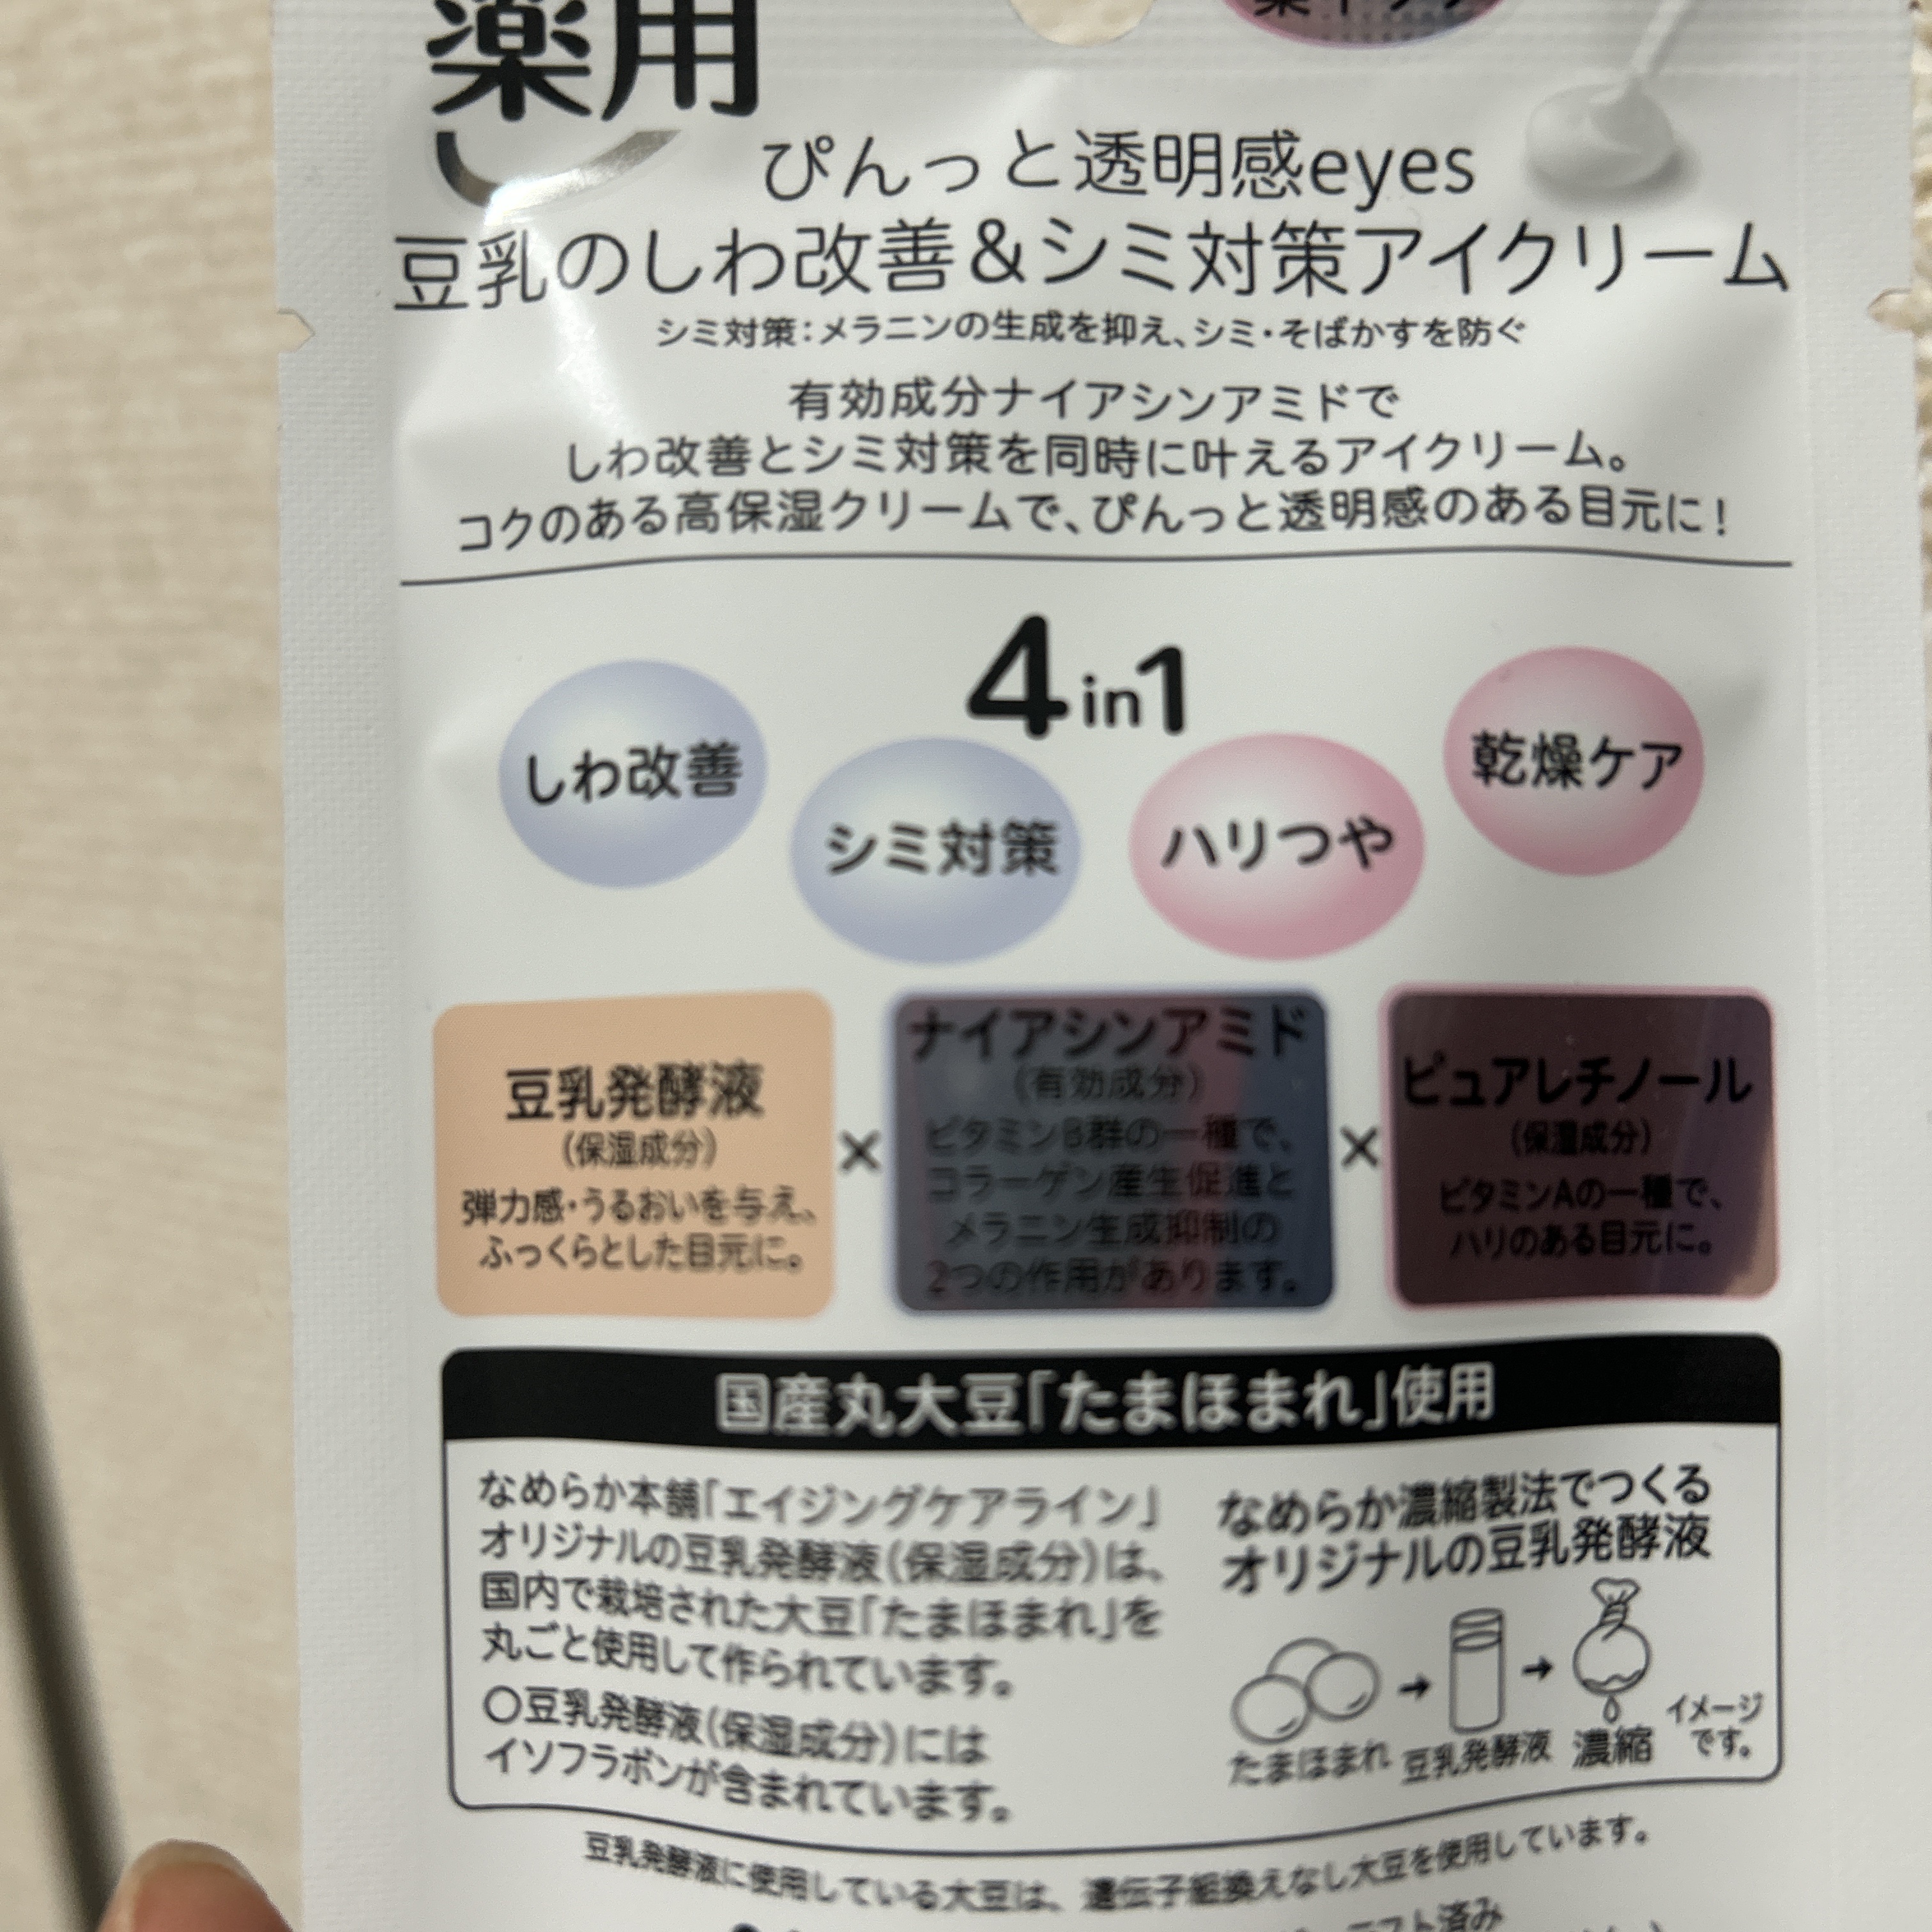 薬用
ぴんっと透明感eyes
豆乳のしわ改善&シミ対策アイクリーム
シミ対策：メラニンの生成を抑え、シミ・そばかすを防ぐ
有効成分ナイアシンアミドで
しわ改善とシミ対策を同時に叶えるアイクリーム。
コクのある高保湿クリームで、ぴんっと透明感のある目元に！
4in1
しわ改善
シミ対策
ハリつや
乾燥ケア
豆乳発酵液
(保湿成分)
弾力感・うるおいを与え、
ふっくらとした目元に。
×
ナイアシンアミド
(有効成分)
ビタミンB群の一種で、
コラーゲン産生促進と
メラニン生成抑制の
2つの作用があります。
×
ピュアレチノール
(保湿成分)
ビタミンAの一種で、
ハリのある目元に。
国産丸大豆「たまほまれ」使用
なめらか本舗「エイジングケアライン」
オリジナルの豆乳発酵液(保湿成分)は、
国内で栽培された大豆「たまほまれ」を
丸ごと使用して作られています。
○豆乳発酵液(保湿成分)には
イソフラボンが含まれています。
なめらか濃縮製法でつくる
オリジナルの豆乳発酵液
たまほまれ
豆乳発酵液
濃縮
イメージ
です。
豆乳発酵液に使用している大豆は、遺伝子組換えなし大豆を使用しています。
テスト済み